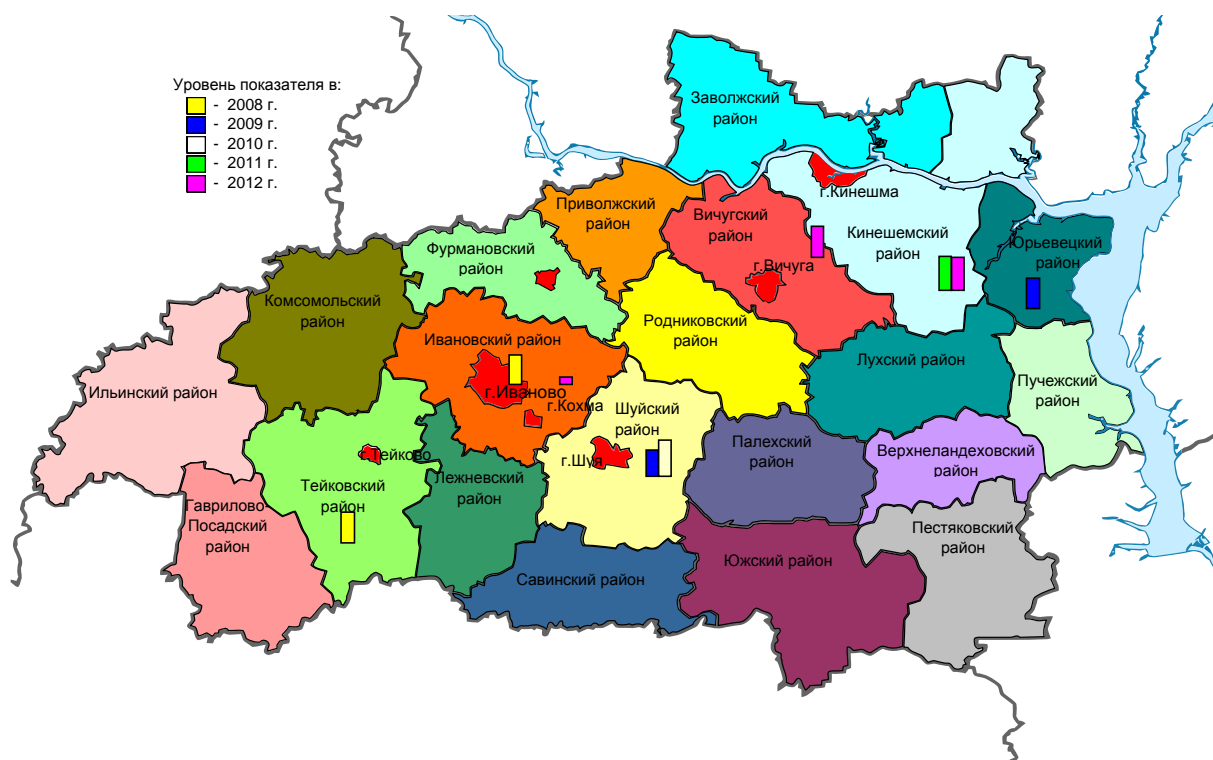 Уровень показателя в:
- 2008 г.
- 2009 г.
- 2010 г.
- 2011 г.
- 2012 г.
Заволжский
район
г.Кинешма
Приволжский
район
Вичугский
район
Кинешемский
район
Юрьевецкий
район
Фурмановский
район
г.Вичуга
Комсомольский
район
Родниковский
район
Ивановский район
Лухский район
Ильинский район
г.Иваново
г.Кохма
Пучежский
район
Шуйский
район
Палехский
район
Верхнеландеховский
район
г.Тейково
г.Шуя
Лежневский
район
Тейковский
район
Гаврилово-
Посадский
район
Пестяковский
район
Савинский район
Южский район